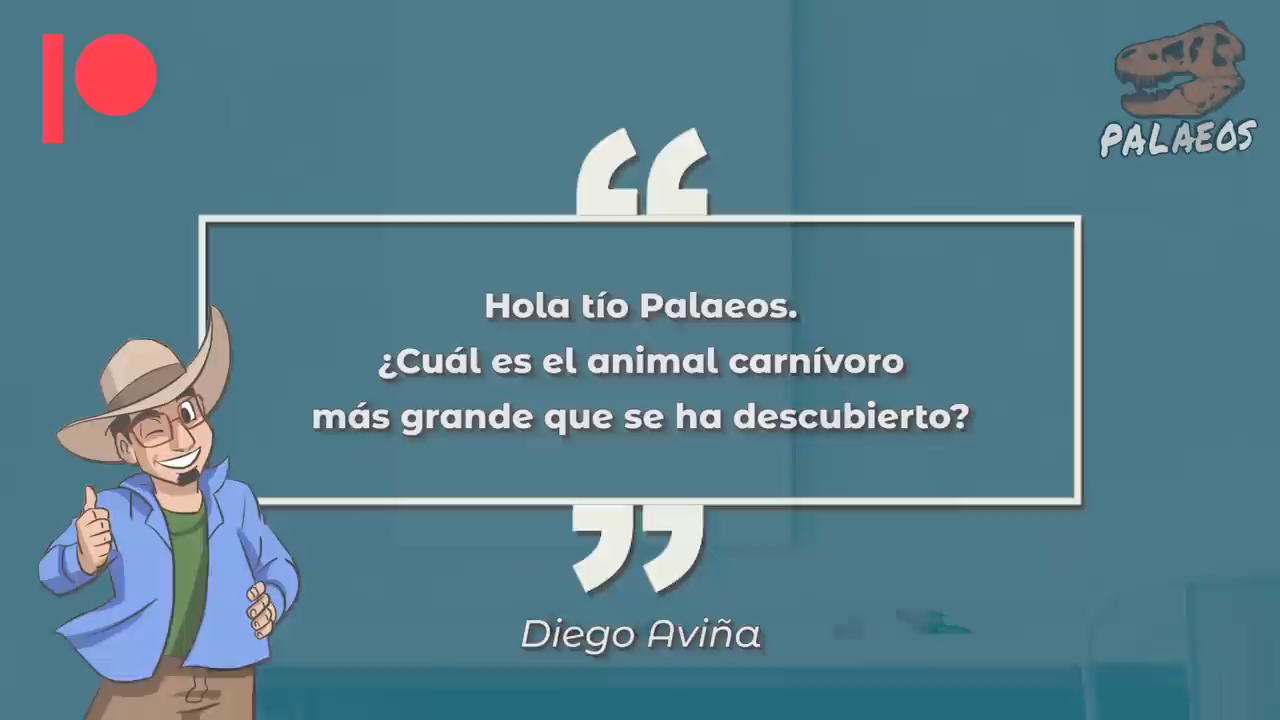 PALAEOS
Hola tío Palaeos.
¿Cuál es el animal carnívoro
más grande que se ha descubierto?
Diego Aviña